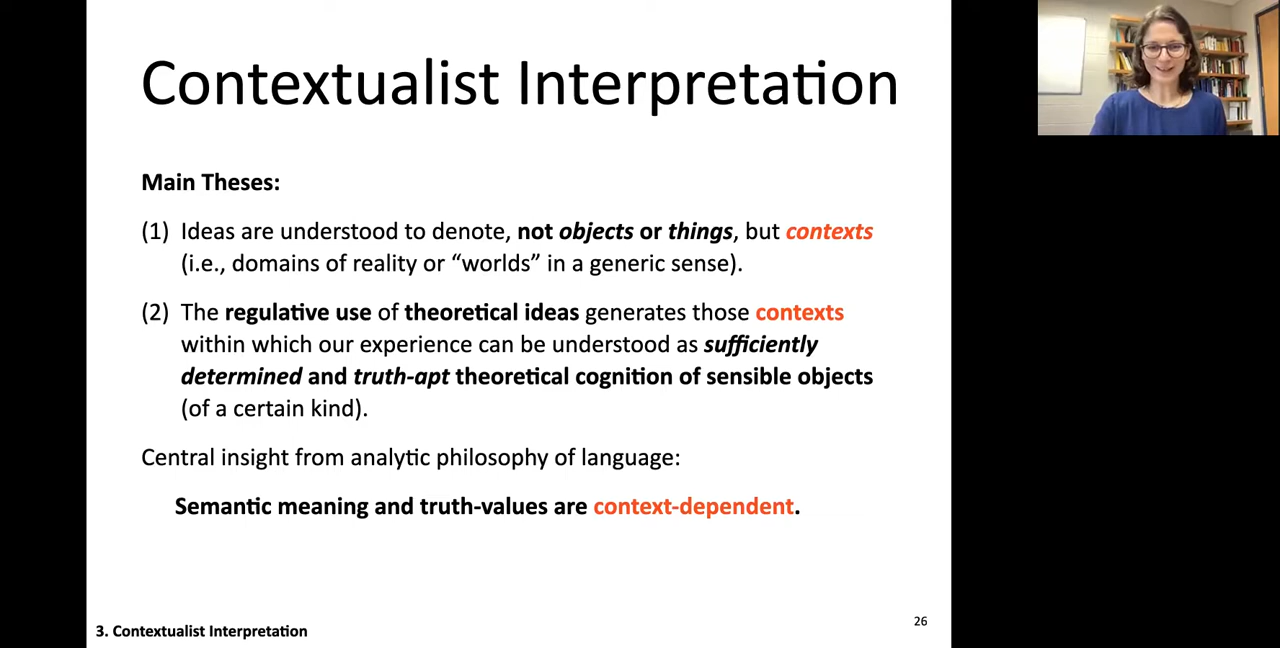 Contextualist Interpretation
Main Theses:
(1) Ideas are understood to denote, not objects or things, but contexts
(i.e., domains of reality or “worlds” in a generic sense).
(2) The regulative use of theoretical ideas generates those contexts
within which our experience can be understood as sufficiently
determined and truth-apt theoretical cognition of sensible objects
(of a certain kind).
Central insight from analytic philosophy of language:
Semantic meaning and truth-values are context-dependent.
26
3. Contextualist Interpretation